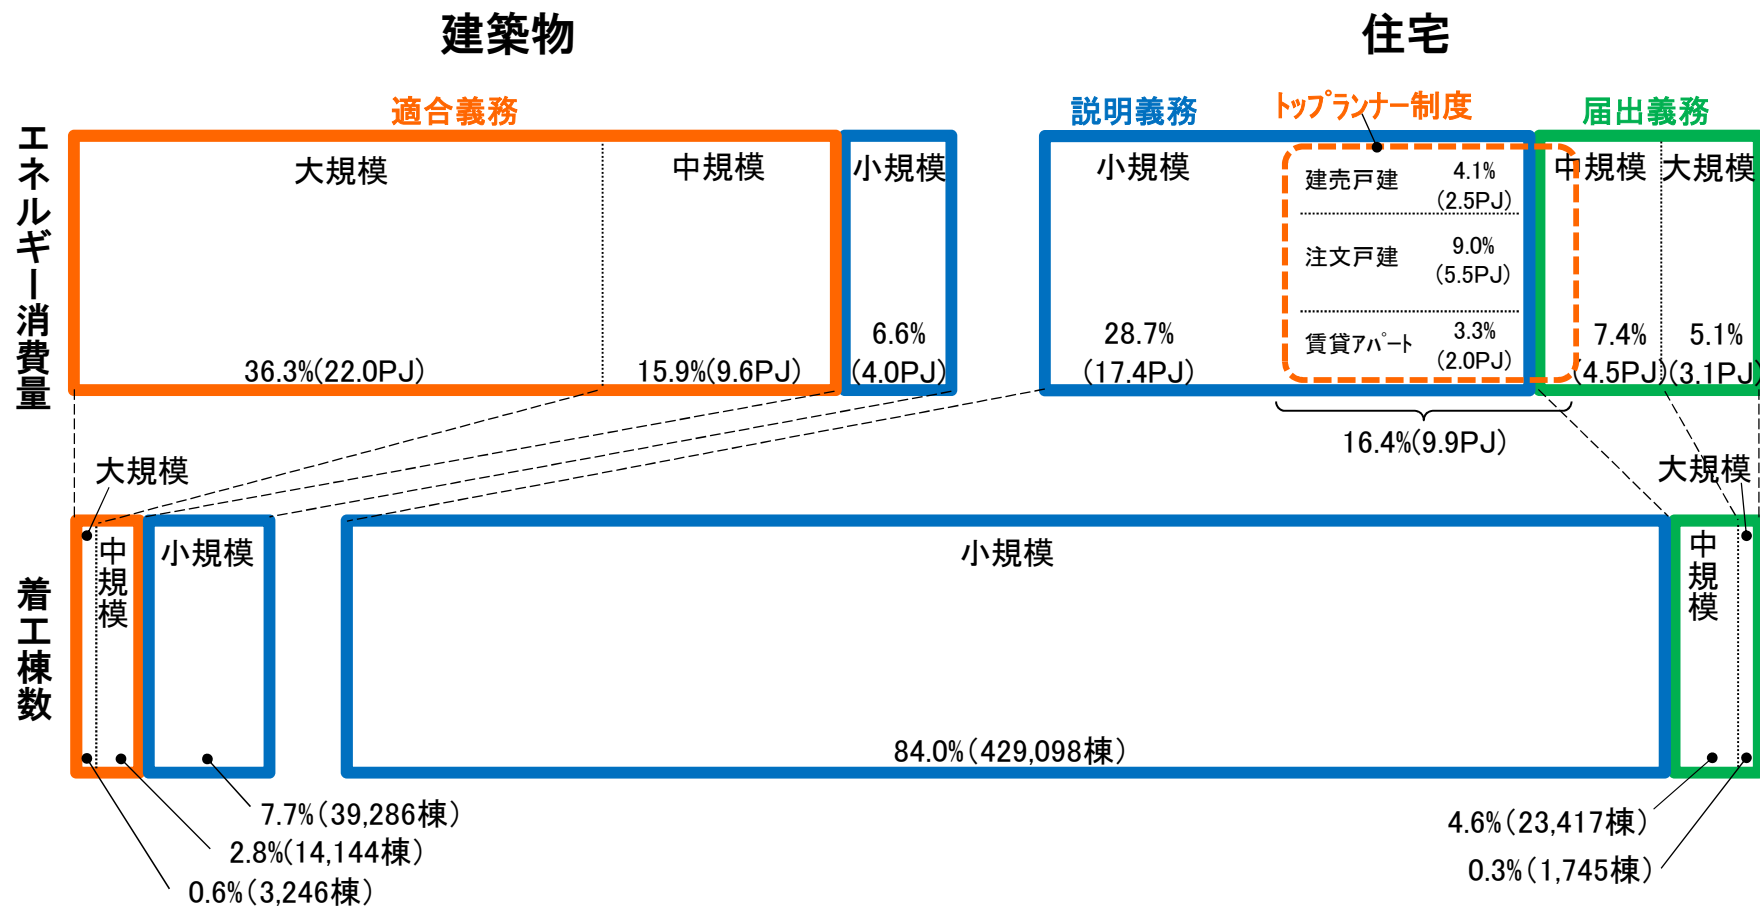 建築物
住宅
適合義務
説明義務
トップランナー制度
届出義務
エネルギー消費量
大規模
中規模
小規模
小規模
建売戸建
4.1%
(2.5PJ)
注文戸建
9.0%
(5.5PJ)
賃貸アパート
3.3%
(2.0PJ)
中規模
大規模
36.3%(22.0PJ)
15.9%(9.6PJ)
6.6%
(4.0PJ)
28.7%
(17.4PJ)
7.4%
(4.5PJ)
5.1%
(3.1PJ)
16.4%(9.9PJ)
着工棟数
大規模
中規模
小規模
小規模
中規模
大規模
84.0%(429,098棟)
7.7%(39,286棟)
2.8%(14,144棟)
0.6%(3,246棟)
4.6%(23,417棟)
0.3%(1,745棟)